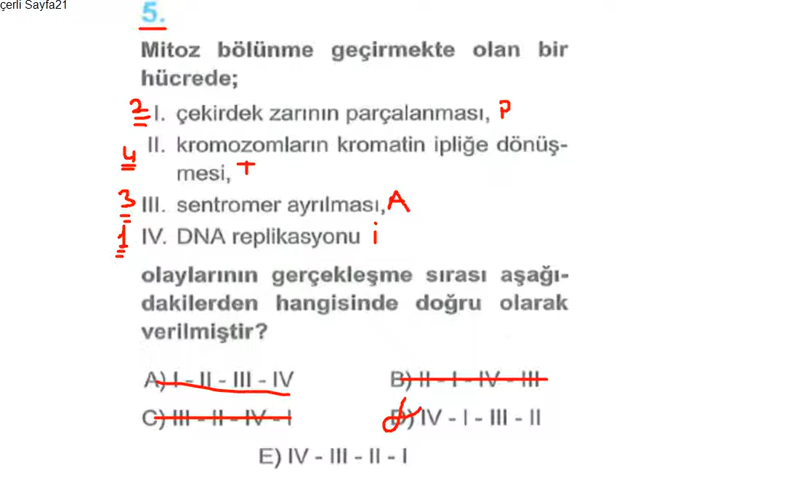 çerli Sayfa21
5.
Mitoz bölünme geçirmekte olan bir
hücrede;
2 I. çekirdek zarının parçalanması, P
4 II. kromozomların kromatin ipliğe dönüş-
mesi, T
3 III. sentromer ayrılması, A
1 IV. DNA replikasyonu i
olaylarının gerçekleşme sırası aşağı-
dakilerden hangisinde doğru olarak
verilmiştir?
A) I - II - III - IV B) II - I - IV - III
C) III - II - IV - I D) IV - I - III - II
E) IV - III - II - I